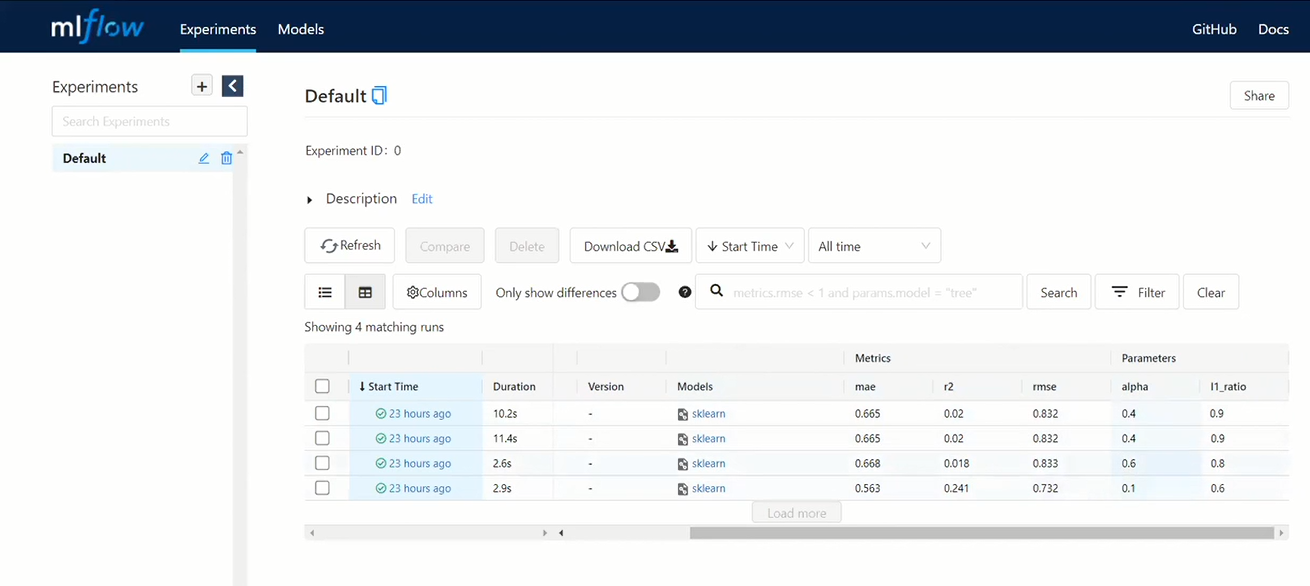 mlflow Experiments Models GitHub Docs
Experiments +
Search Experiments
Default
Default
Share
Experiment ID: 0
Description Edit
Refresh Compare Delete Download CSV Start Time All time
Columns Only show differences ? metrics.rmse < 1 and params.model = "tree" Search Filter Clear
Showing 4 matching runs
Metrics Parameters
↓ Start Time Duration Version Models mae r2 rmse alpha l1_ratio
23 hours ago 10.2s - sklearn 0.665 0.02 0.832 0.4 0.9
23 hours ago 11.4s - sklearn 0.665 0.02 0.832 0.4 0.9
23 hours ago 2.6s - sklearn 0.668 0.018 0.833 0.6 0.8
23 hours ago 2.9s - sklearn 0.563 0.241 0.732 0.1 0.6
Load more